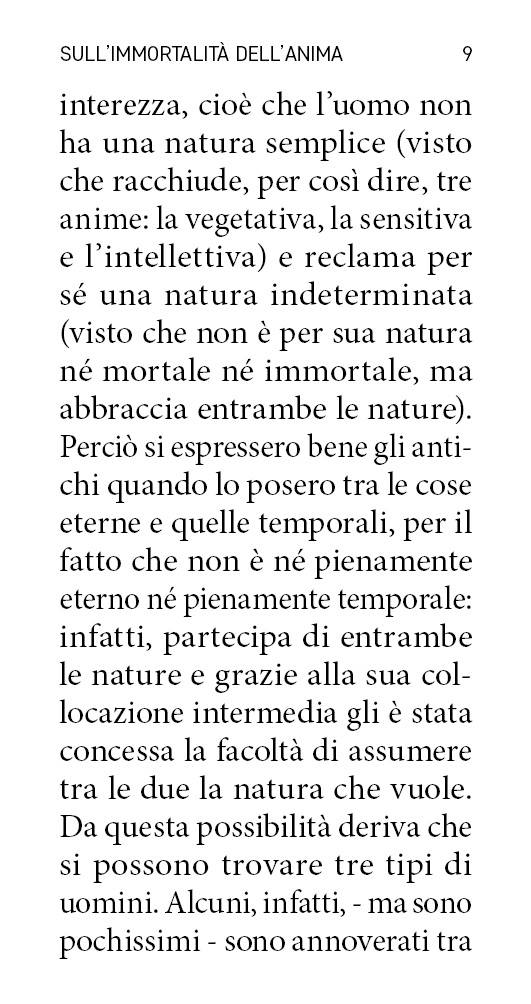 SULL'IMMORTALITÀ DELL'ANIMA 9
interezza, cioè che l'uomo non
ha una natura semplice (visto
che racchiude, per così dire, tre
anime: la vegetativa, la sensitiva
e l'intellettiva) e reclama per
sé una natura indeterminata
(visto che non è per sua natura
né mortale né immortale, ma
abbraccia entrambe le nature).
Perciò si espressero bene gli anti-
chi quando lo posero tra le cose
eterne e quelle temporali, per il
fatto che non è né pienamente
eterno né pienamente temporale:
infatti, partecipa di entrambe
le nature e grazie alla sua col-
locazione intermedia gli è stata
concessa la facoltà di assumere
tra le due la natura che vuole.
Da questa possibilità deriva che
si possono trovare tre tipi di
uomini. Alcuni, infatti, - ma sono
pochissimi - sono annoverati tra